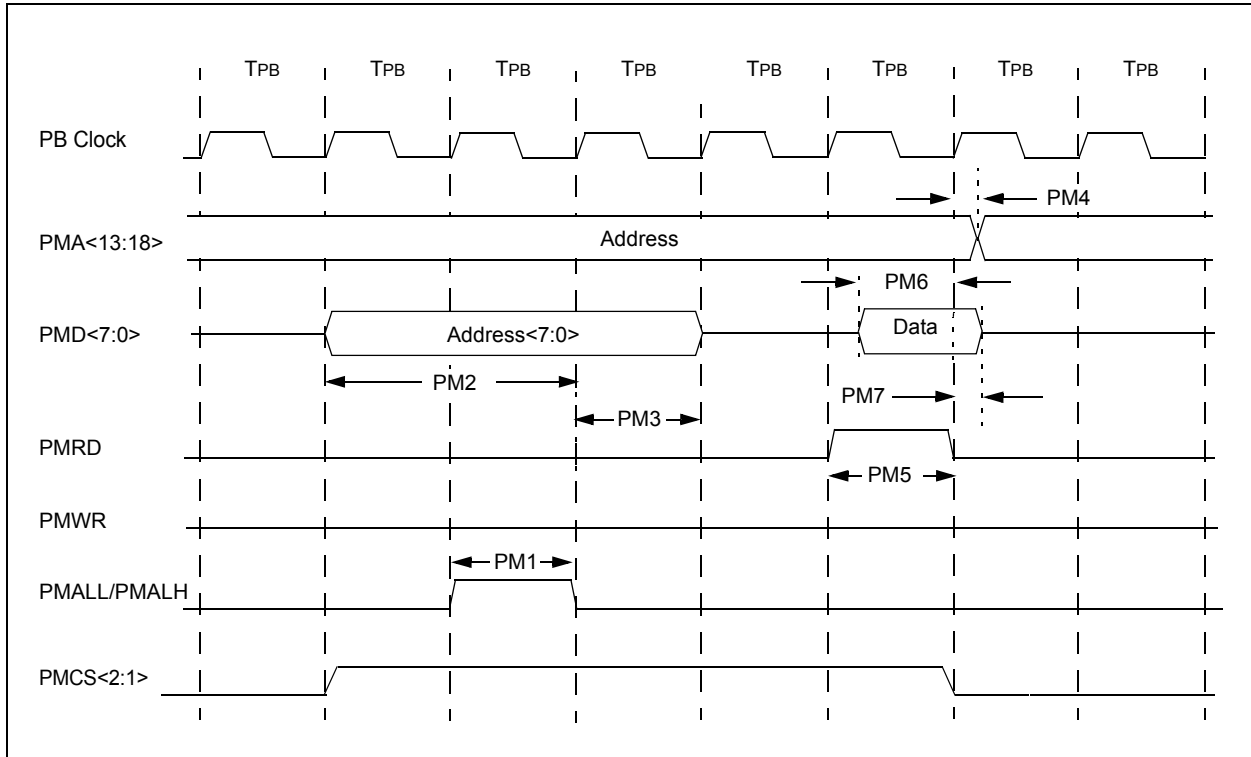 TPB TPB TPB TPB TPB TPB TPB TPB
PB Clock
PM4
PMA<13:18>
Address
PM6
PMD<7:0>
Address<7:0>
Data
PM2
PM7
PM3
PMRD
PM5
PMWR
PM1
PMALL/PMALH
PMCS<2:1>